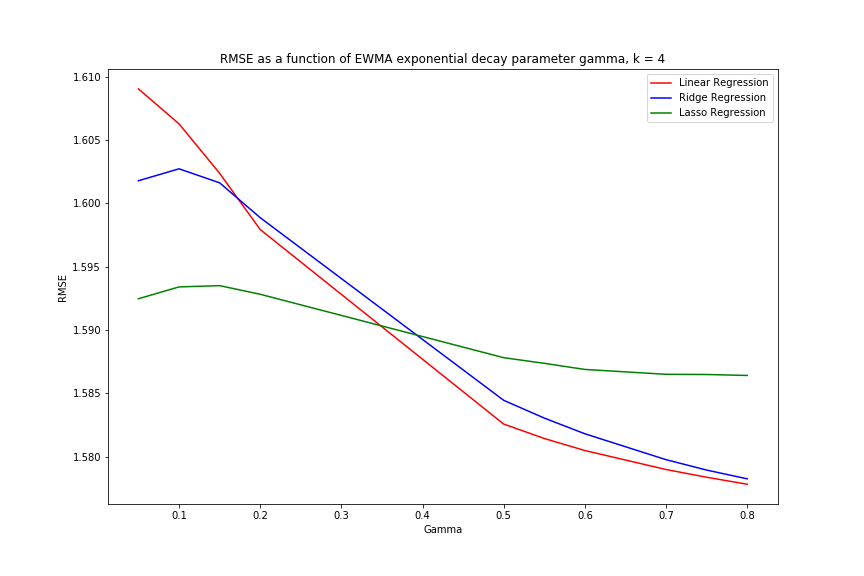 RMSE as a function of EWMA exponential decay parameter gamma, k = 4
Linear Regression
Ridge Regression
Lasso Regression
RMSE
1.610
1.605
1.600
1.595
1.590
1.585
1.580
0.1 0.2 0.3 0.4 0.5 0.6 0.7 0.8
Gamma